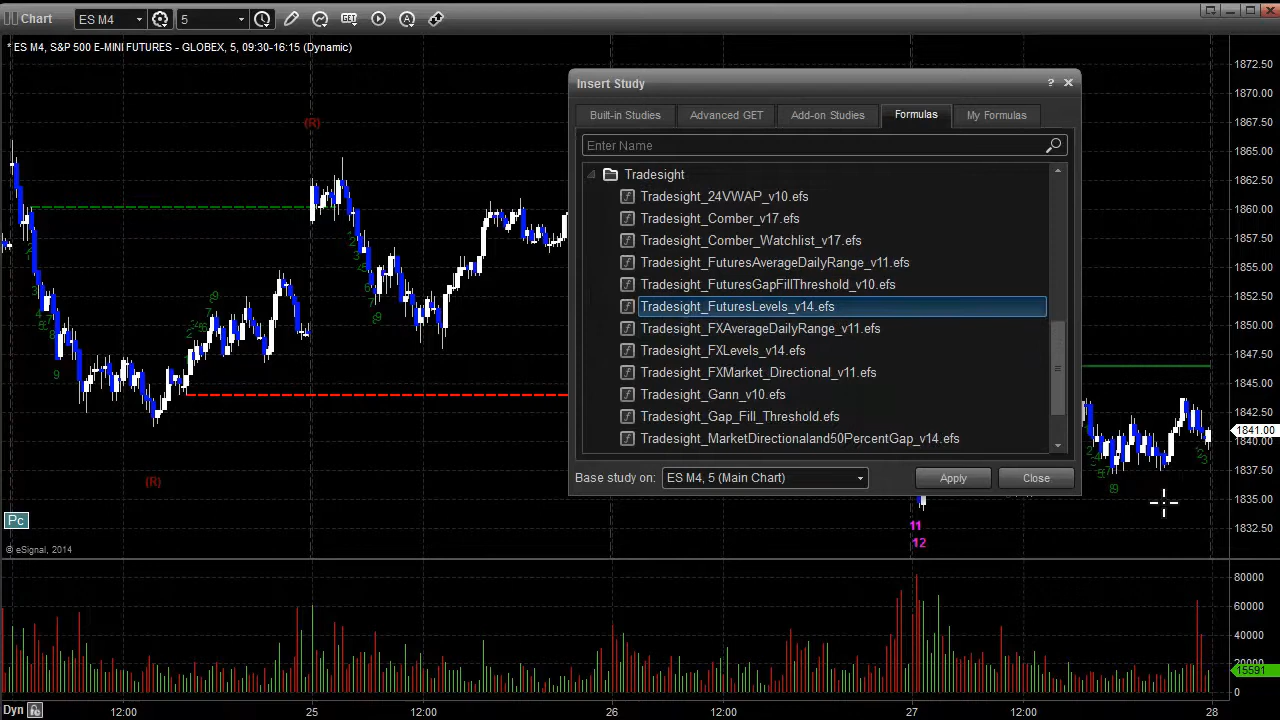 Chart ES M4 5 GET A
* ES M4, S&P 500 E-MINI FUTURES - GLOBEX, 5, 09:30-16:15 (Dynamic)
Insert Study ?
Built-in Studies Advanced GET Add-on Studies Formulas My Formulas
Enter Name
Tradesight
Tradesight_24VWAP_v10.efs
Tradesight_Comber_v17.efs
Tradesight_Comber_Watchlist_v17.efs
Tradesight_FuturesAverageDailyRange_v11.efs
Tradesight_FuturesGapFillThreshold_v10.efs
Tradesight_FuturesLevels_v14.efs
Tradesight_FXAverageDailyRange_v11.efs
Tradesight_FXLevels_v14.efs
Tradesight_FXMarket_Directional_v11.efs
Tradesight_Gann_v10.efs
Tradesight_Gap_Fill_Threshold.efs
Tradesight_MarketDirectionaland50PercentGap_v14.efs
Base study on: ES M4, 5 (Main Chart) Apply Close
1872.50
1870.00
1867.50
1865.00
1862.50
1860.00
1857.50
1855.00
1852.50
1850.00
1847.50
1845.00
1842.50
1841.00
1840.00
1837.50
1835.00
1832.50
(R)
(R)
9
9
9
9
11
12
Pc
© eSignal, 2014
80000
60000
40000
20000
15591
0
Dyn 12:00 25 12:00 26 12:00 27 12:00 28